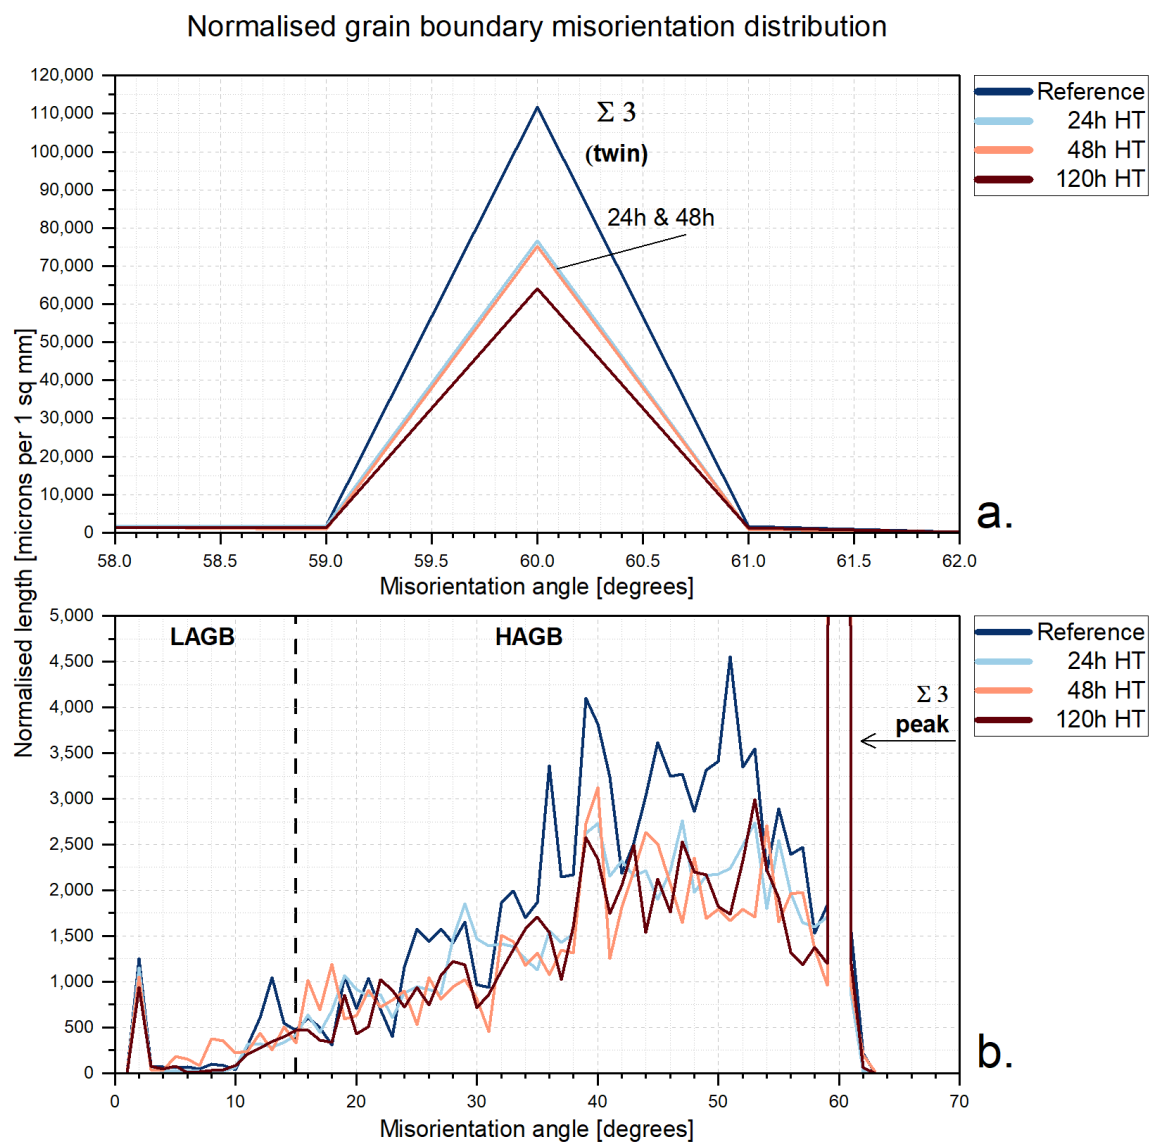 Normalised grain boundary misorientation distribution
120,000
110,000
100,000
90,000
80,000
70,000
60,000
50,000
40,000
30,000
20,000
10,000
0
58.0 58.5 59.0 59.5 60.0 60.5 61.0 61.5 62.0
Misorientation angle [degrees]
Σ 3
(twin)
24h & 48h
Reference
24h HT
48h HT
120h HT
a.
Normalised length [microns per 1 sq mm]
5,000
4,500
4,000
3,500
3,000
2,500
2,000
1,500
1,000
500
0
0 10 20 30 40 50 60 70
Misorientation angle [degrees]
LAGB
HAGB
Σ 3
peak
Reference
24h HT
48h HT
120h HT
b.